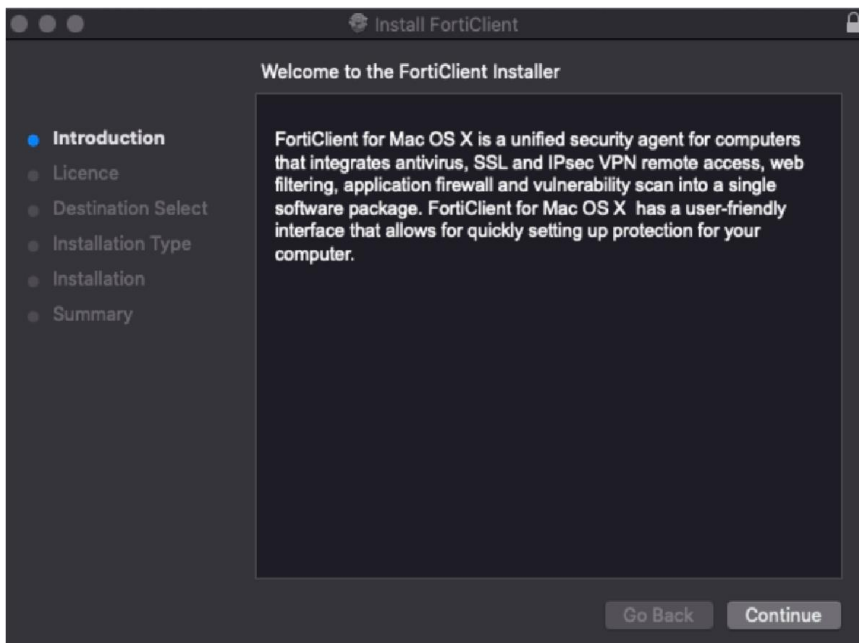 Install FortiClient
Welcome to the FortiClient Installer
Introduction
Licence
Destination Select
Installation Type
Installation
Summary
FortiClient for Mac OS X is a unified security agent for computers
that integrates antivirus, SSL and IPsec VPN remote access, web
filtering, application firewall and vulnerability scan into a single
software package. FortiClient for Mac OS X  has a user-friendly
interface that allows for quickly setting up protection for your
computer.
Go Back
Continue